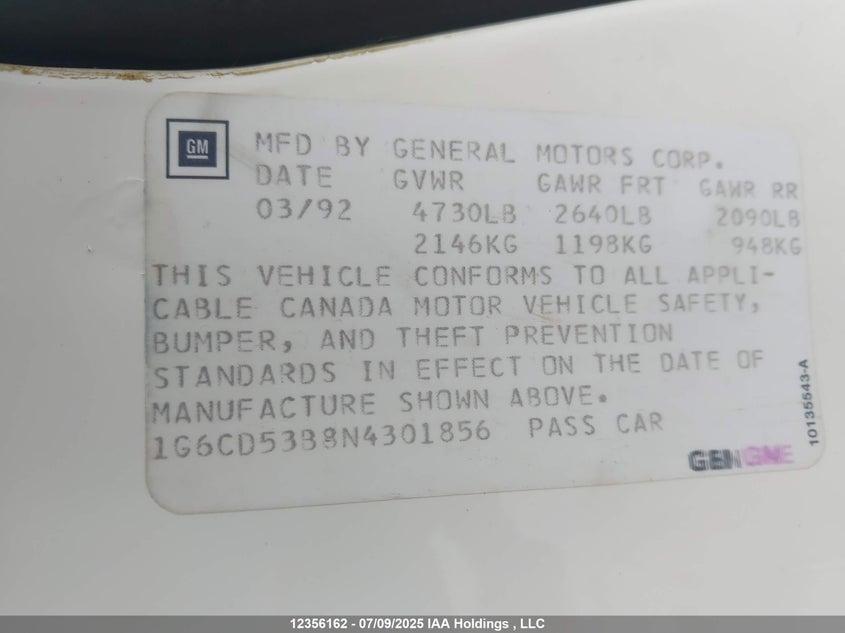 GM
MFD BY GENERAL MOTORS CORP.
DATE GVWR GAWR FRT GAWR RR
03/92 4730LB 2640LB 2090LB
2146KG 1198KG 948KG
THIS VEHICLE CONFORMS TO ALL APPLI-
CABLE CANADA MOTOR VEHICLE SAFETY,
BUMPER, AND THEFT PREVENTION
STANDARDS IN EFFECT ON THE DATE OF
MANUFACTURE SHOWN ABOVE.
1G6CD53B8N4301856 PASS CAR
10135543-A
12356162 - 07/09/2025 IAA Holdings , LLC